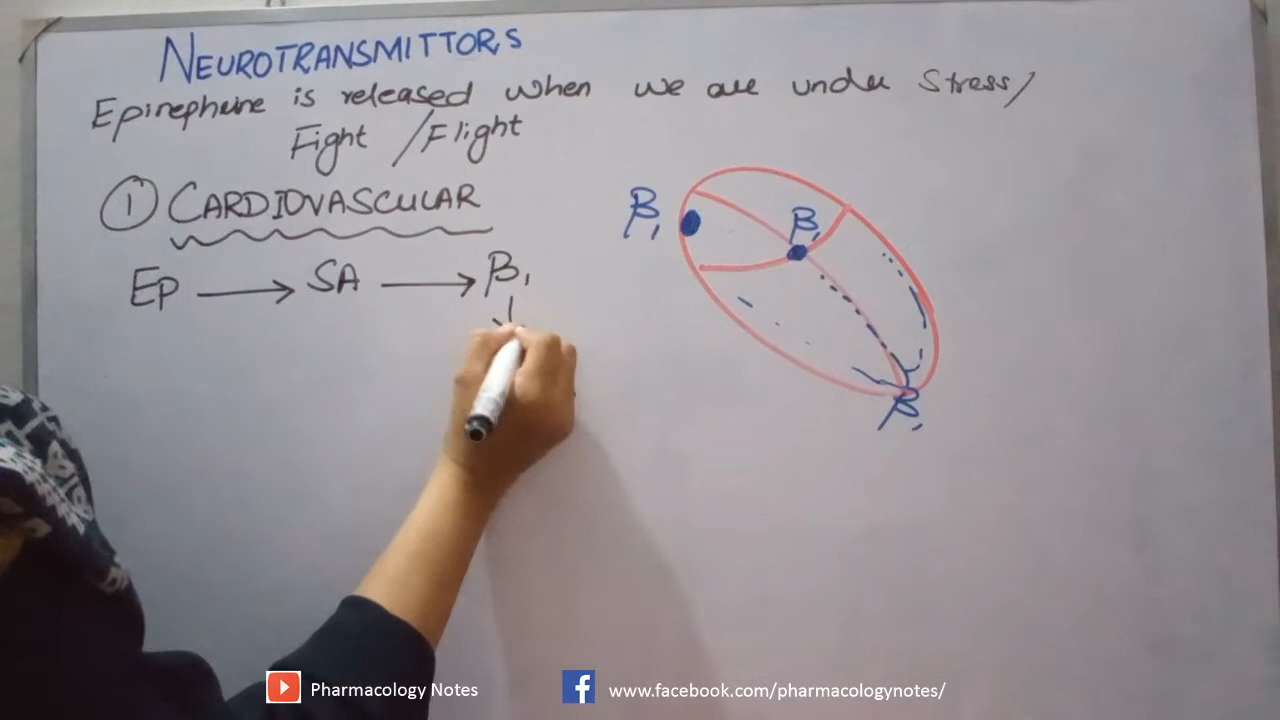 NEUROTRANSMITTORS
Epinepherine is released when we are under stress/
Fight /Flight
① CARDIOVASCULAR
Ep → SA → β₁
β₁
β₁
β₁
Pharmacology Notes
www.facebook.com/pharmacologynotes/